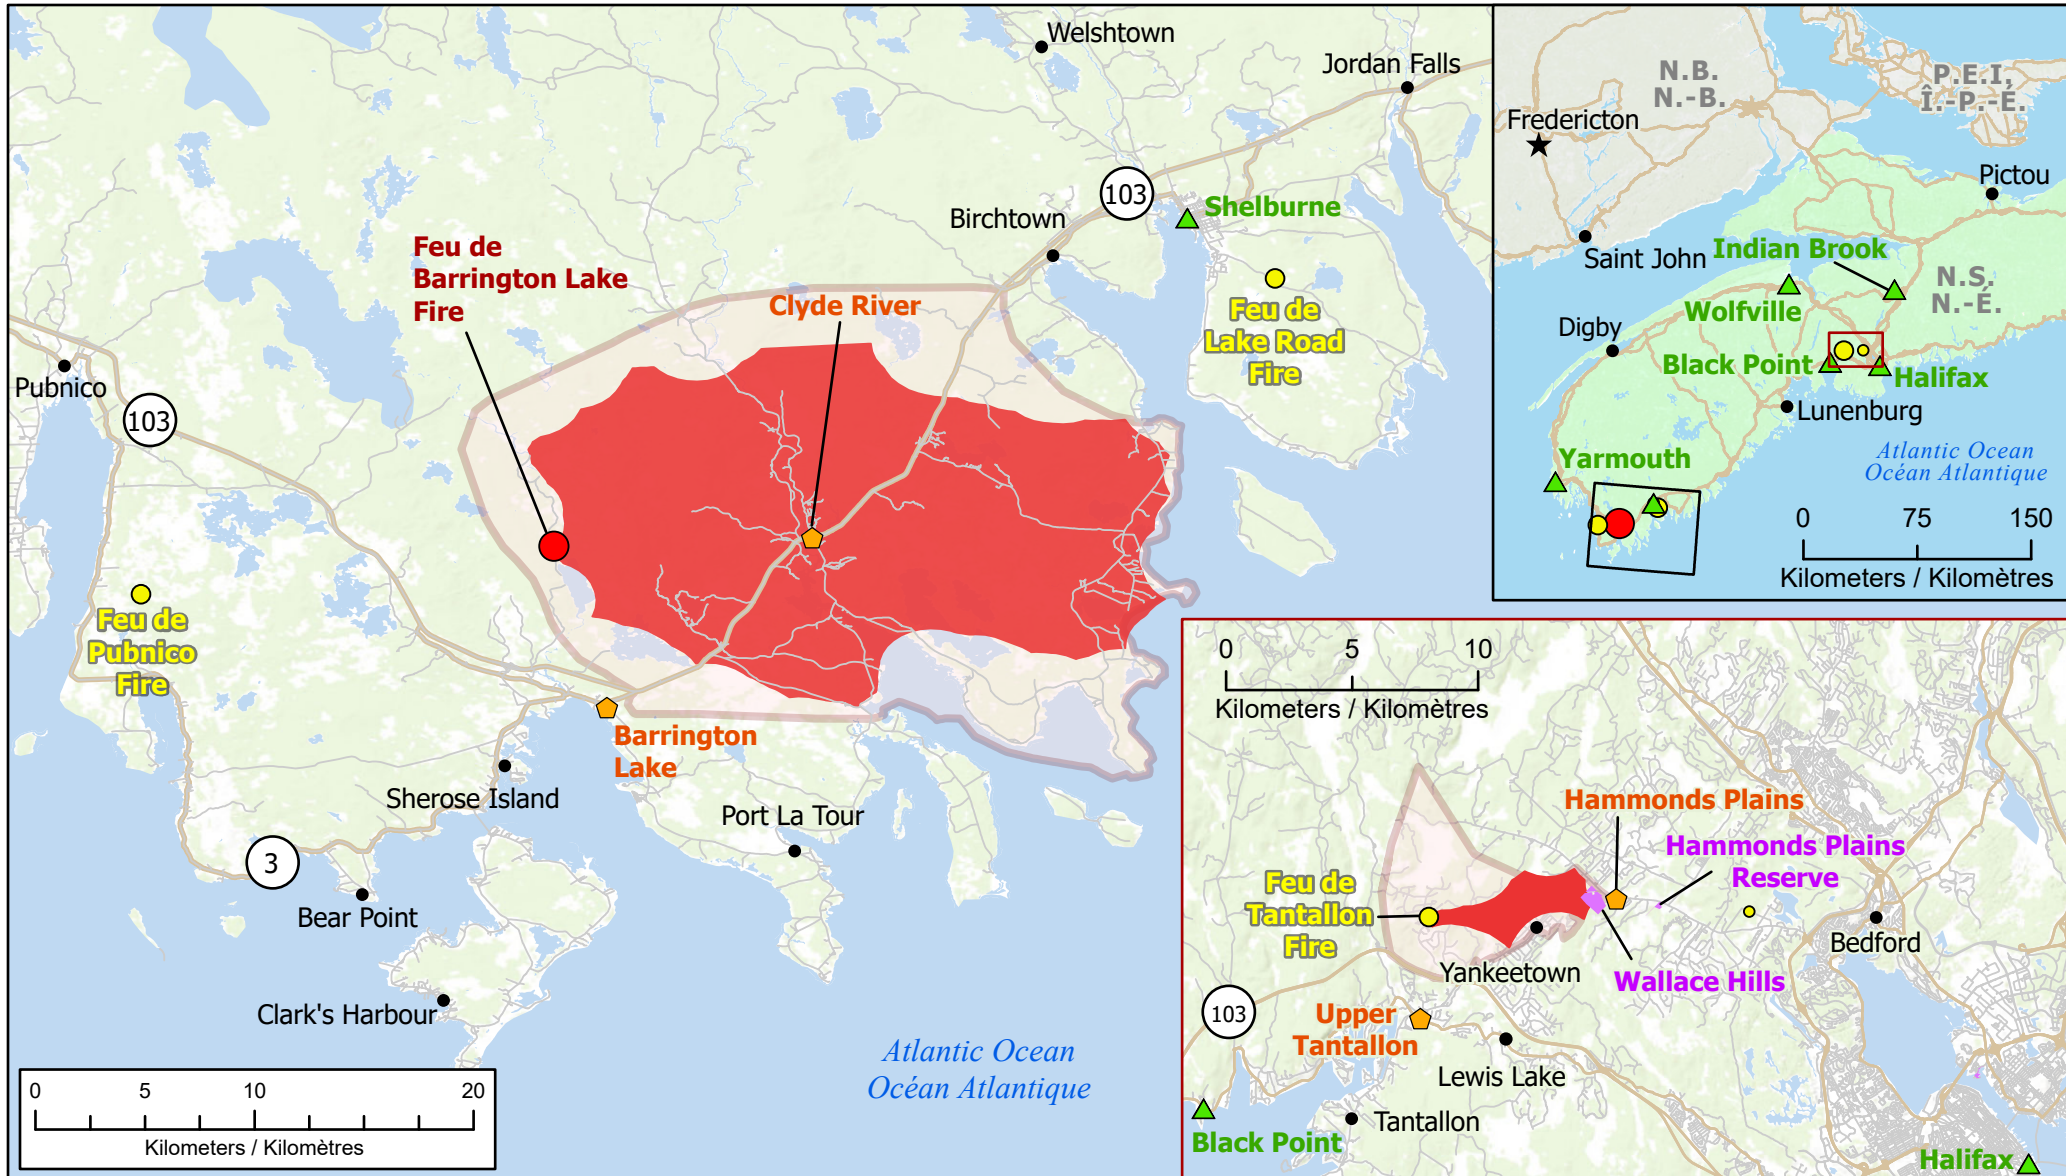 Welshtown
Jordan Falls
103
Shelburne
Birchtown
Feu de
Barrington Lake
Fire
Clyde River
Feu de
Lake Road
Fire
Pubnico
103
Feu de
Pubnico
Fire
Barrington
Lake
Sherose Island
Port La Tour
3
Bear Point
Clark's Harbour
Atlantic Ocean
Océan Atlantique
0 5 10 20
Kilometers / Kilomètres
N.B.
N.-B.
P.E.I.
Î.-P.-É.
Fredericton
Pictou
Saint John
Indian Brook
N.S.
N.-É.
Wolfville
Digby
Black Point
Halifax
Lunenburg
Atlantic Ocean
Océan Atlantique
Yarmouth
0 75 150
Kilometers / Kilomètres
0 5 10
Kilometers / Kilomètres
Hammonds Plains
Hammonds Plains
Reserve
Feu de
Tantallon
Fire
Bedford
Yankeetown
Wallace Hills
103
Upper
Tantallon
Lewis Lake
Tantallon
Black Point
Halifax